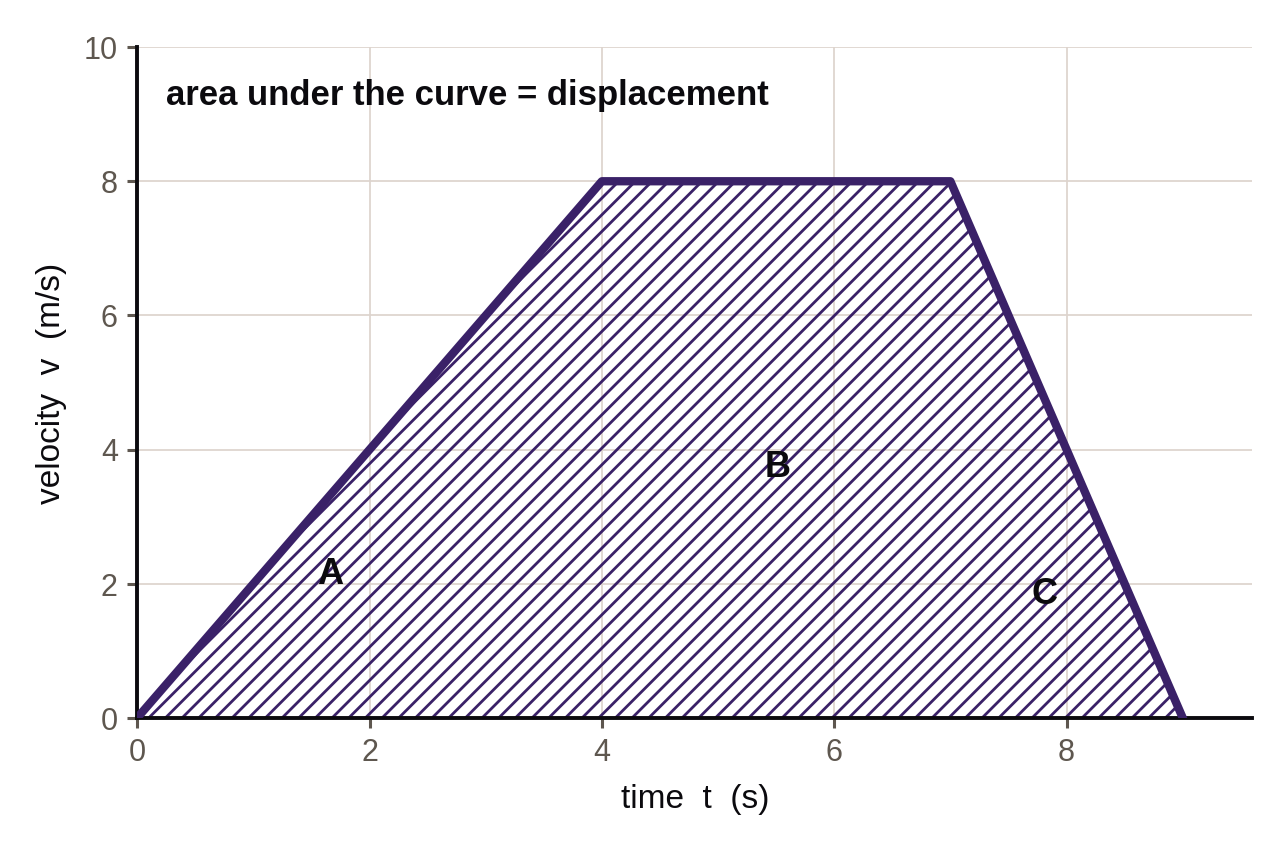 10
area under the curve = displacement
8
6
4
2
0
velocity v (m/s)
A
B
C
0 2 4 6 8
time t (s)